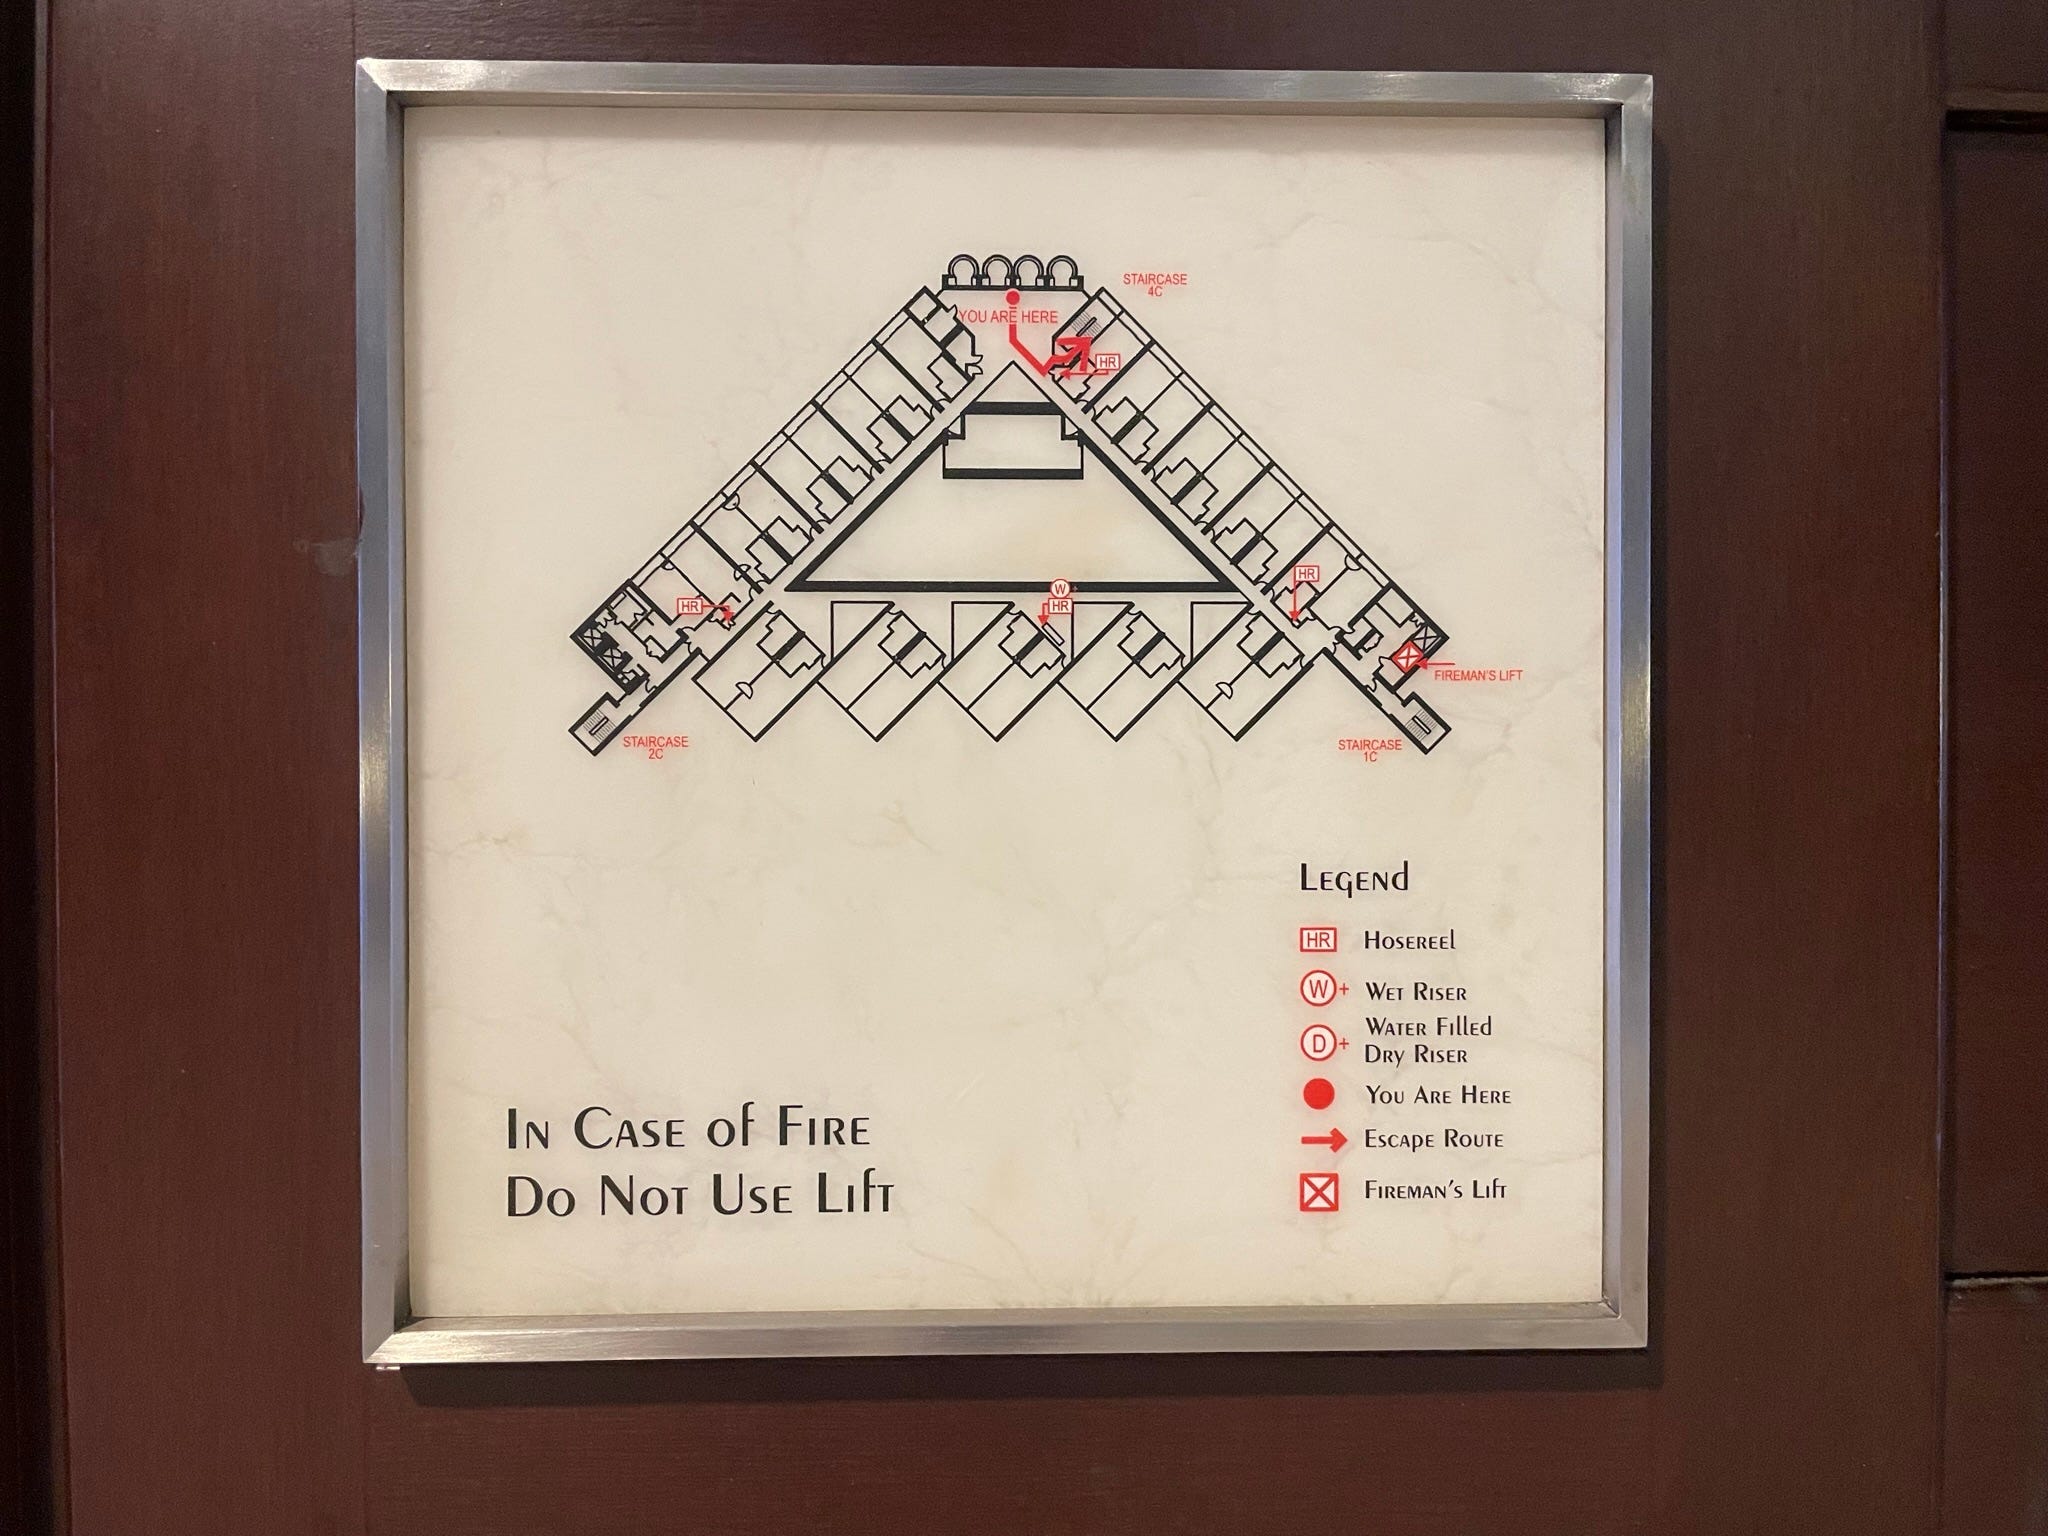 STAIRCASE
4C
YOU ARE HERE
HR
HR
W
HR
HR
FIREMAN'S LIFT
STAIRCASE
2C
STAIRCASE
1C
Legend
HR Hosereel
W+ Wet Riser
D+ Water Filled
Dry Riser
You Are Here
Escape Route
Fireman's Lift
In Case of Fire
Do Not Use Lift